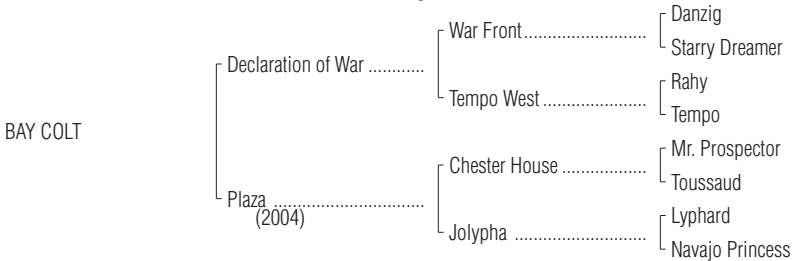 Danzig
War Front..........................
Starry Dreamer
Declaration of War ............
Rahy
Tempo West ......................
Tempo
BAY COLT
Mr. Prospector
Chester House ..................
Toussaud
Plaza ................................
(2004)
Lyphard
Jolypha ............................
Navajo Princess